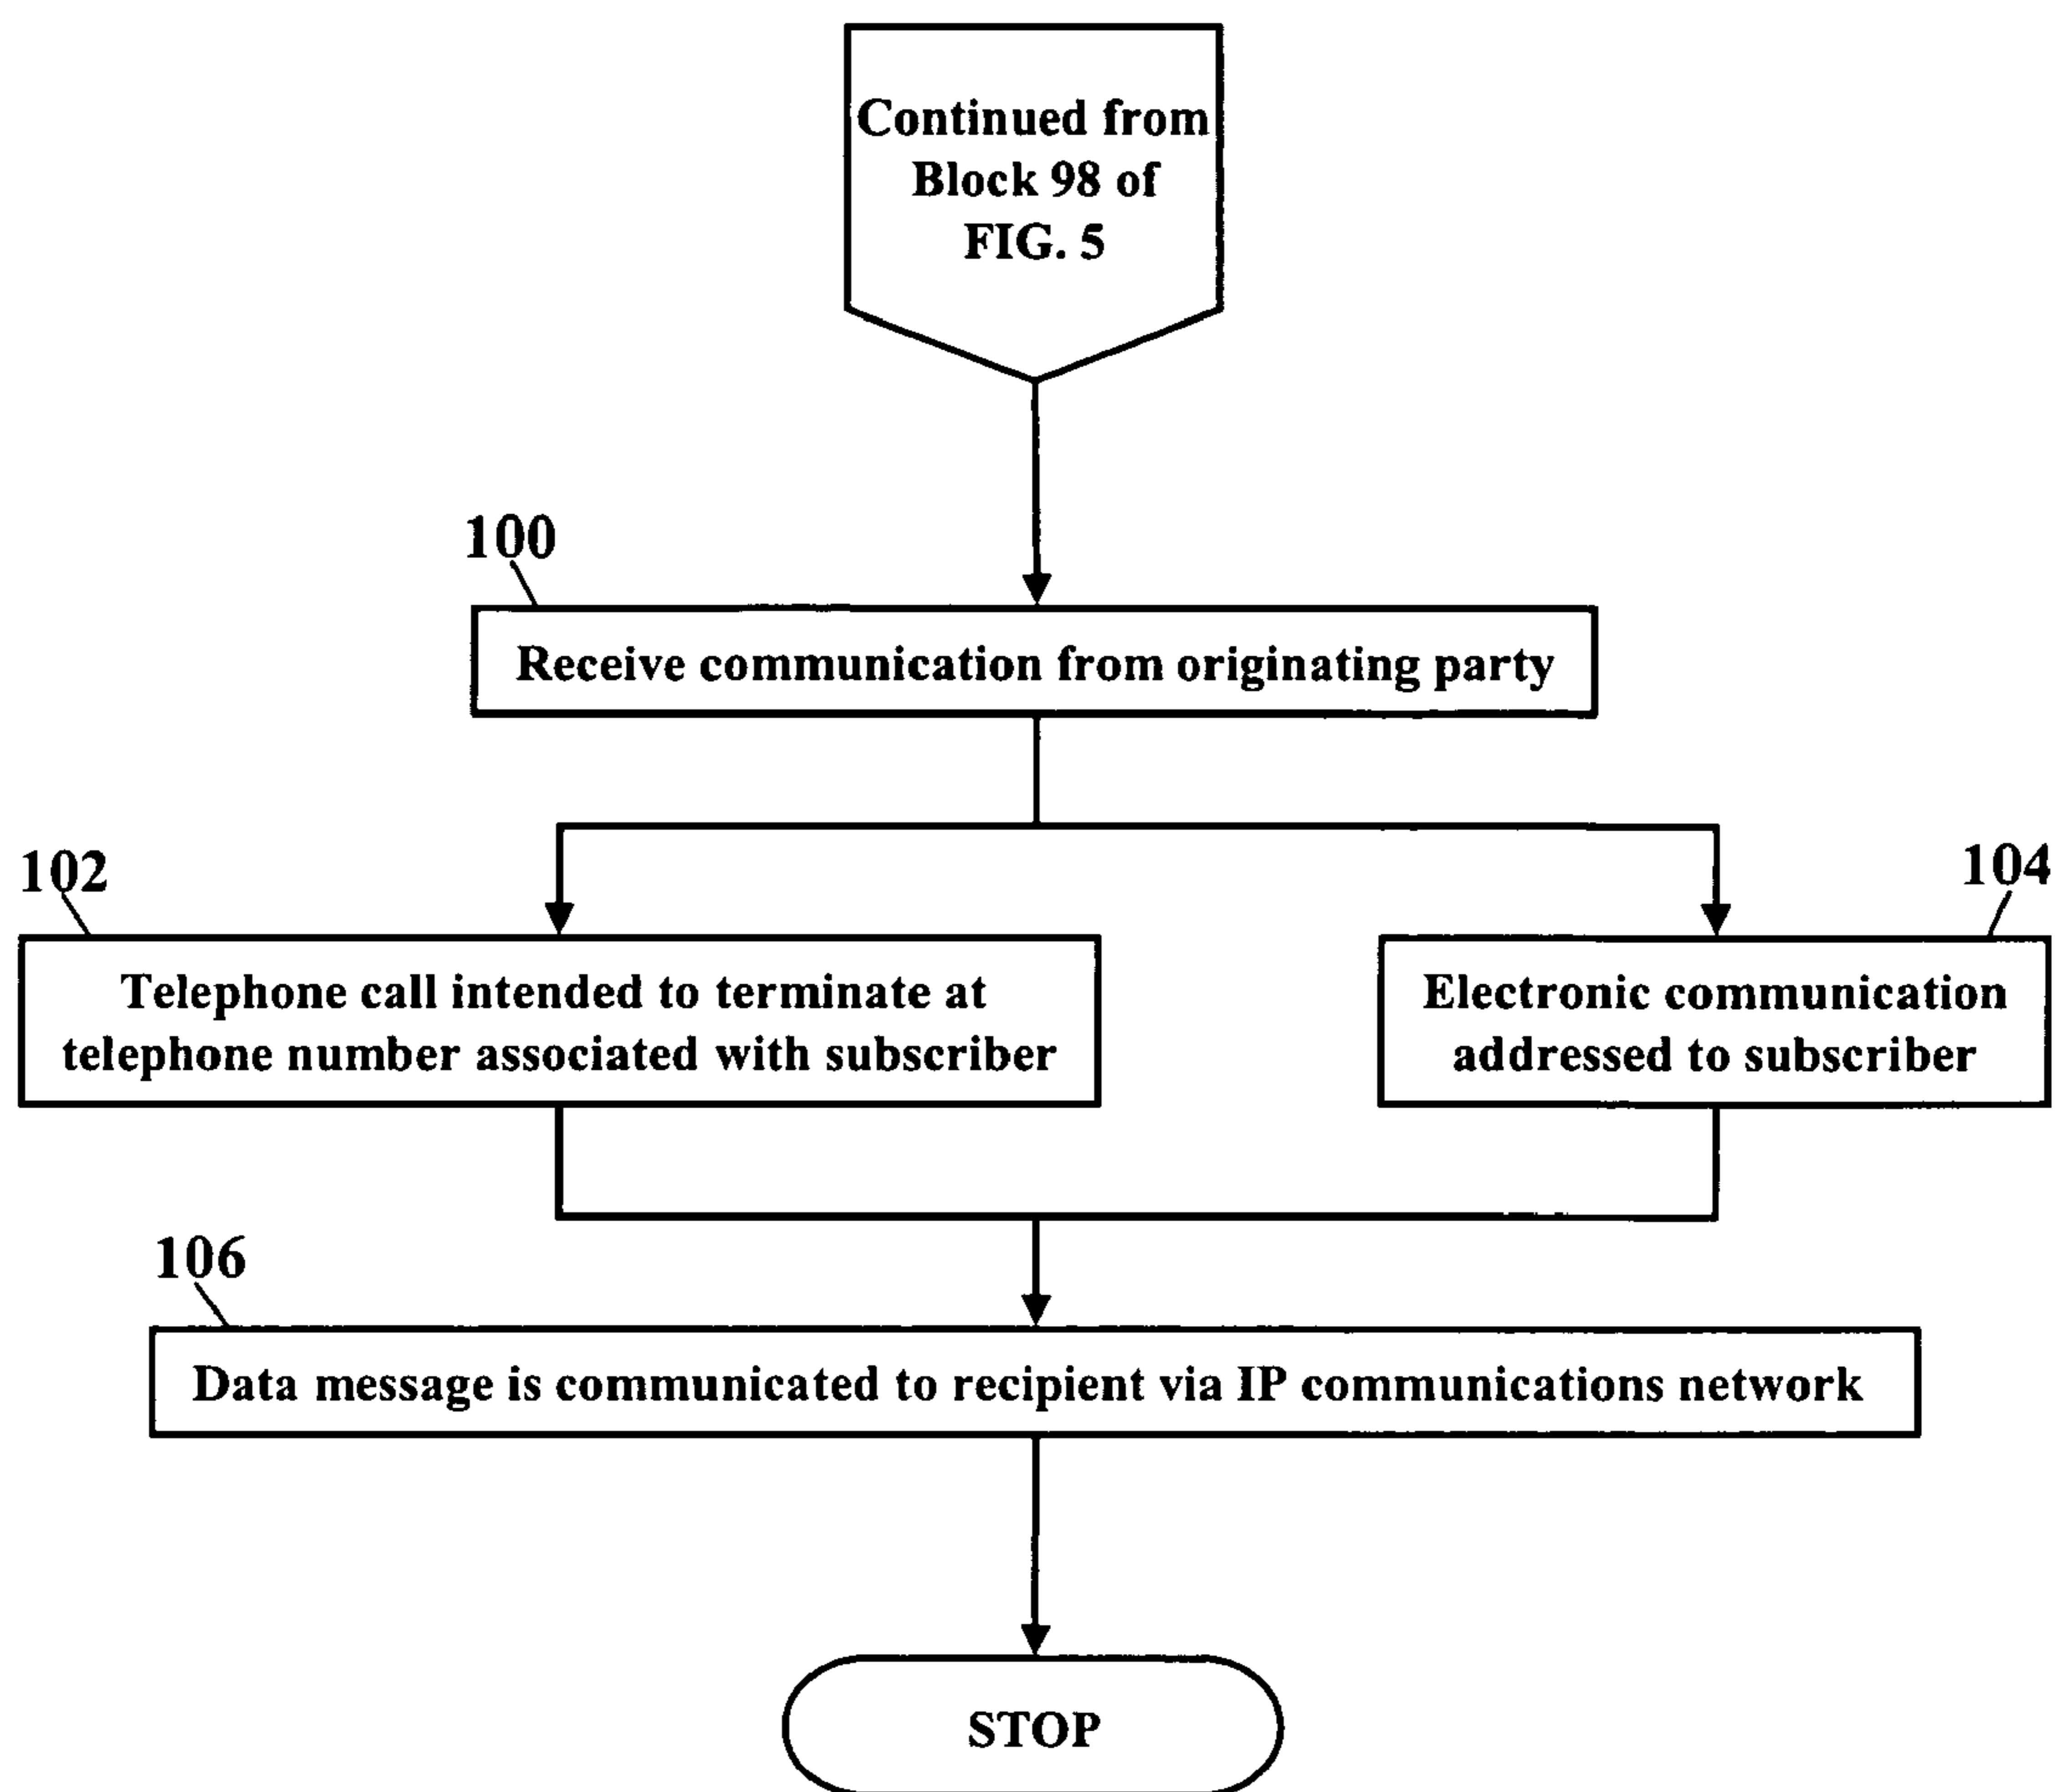 Continued from
Block 98 of
FIG. 5
100
Receive communication from originating party
102
104
Telephone call intended to terminate at
telephone number associated with subscriber
Electronic communication
addressed to subscriber
106
Data message is communicated to recipient via IP communications network
STOP